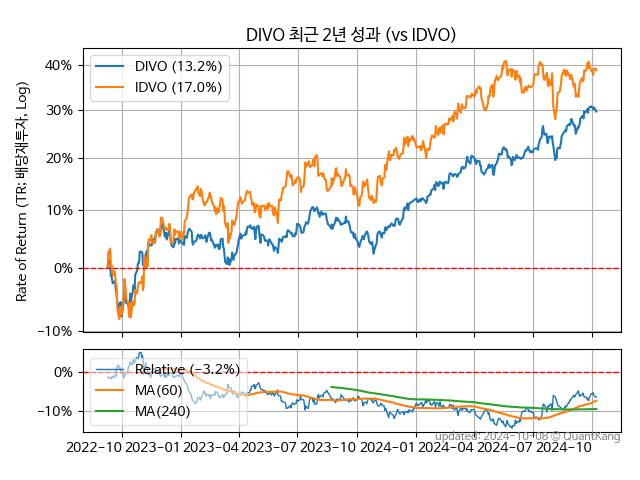 DIVO 최근 2년 성과 (vs IDVO)
Rate of Return (TR: 배당재투자, Log)
40%
30%
20%
10%
0%
−10%
DIVO (13.2%)
IDVO (17.0%)
0%
−10%
Relative (−3.2%)
MA(60)
MA(240)
2022-10 2023-01 2023-04 2023-07 2023-10 2024-01 2024-04 2024-07 2024-10
updated: 2024-10-08 © QuantKang